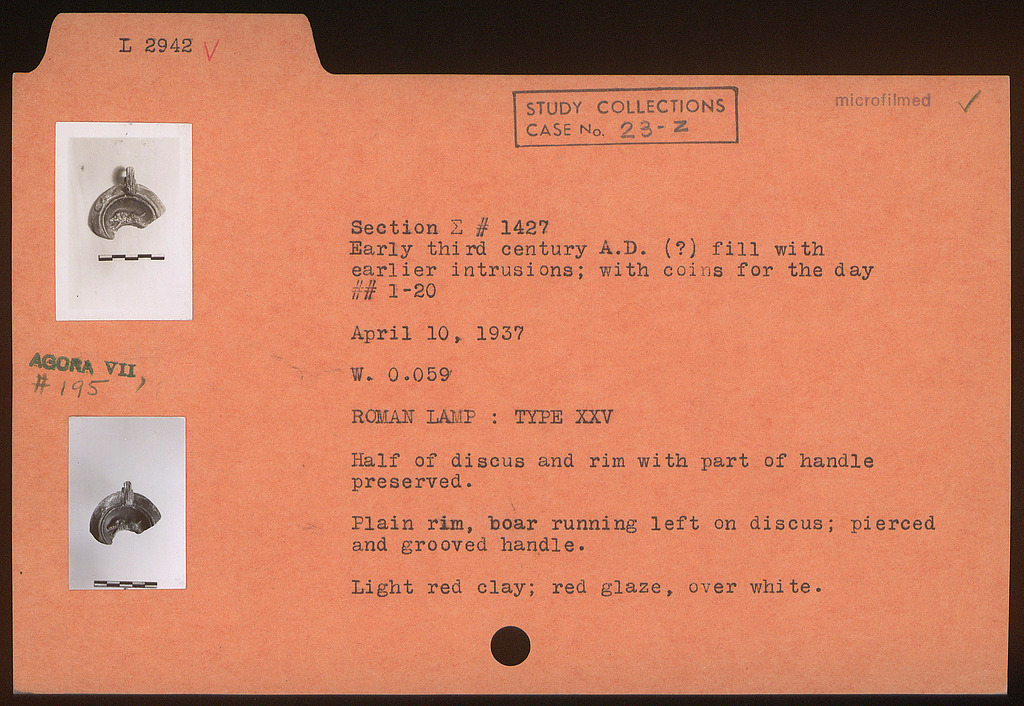 L 2942 V
STUDY COLLECTIONS
CASE No. 23-Z
microfilmed ✓
Section Σ # 1427
Early third century A.D. (?) fill with
earlier intrusions; with coins for the day
## 1-20
April 10, 1937
W. 0.059
ROMAN LAMP : TYPE XXV
Half of discus and rim with part of handle
preserved.
Plain rim, boar running left on discus; pierced
and grooved handle.
Light red clay; red glaze, over white.
AGORA VII,
# 195